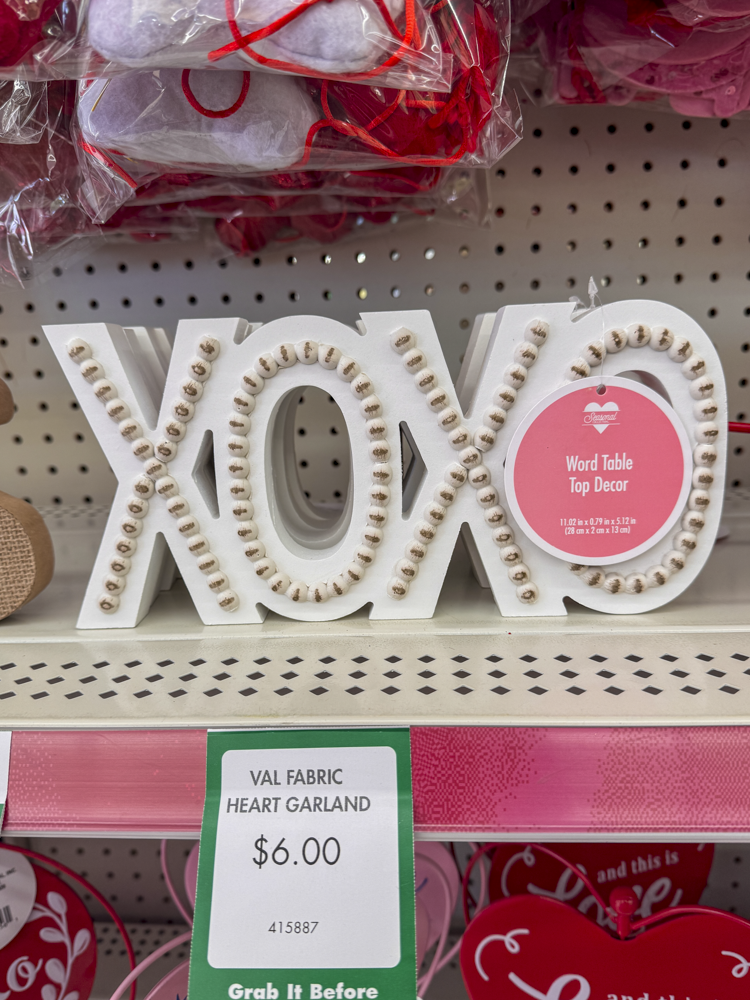 XOXO
Seasonal
Word Table
Top Decor
11.02 in x 0.79 in x 5.12 in
(28 cm x 2 cm x 13 cm)
VAL FABRIC
HEART GARLAND
$6.00
415887
Grab It Before
and this is
Love